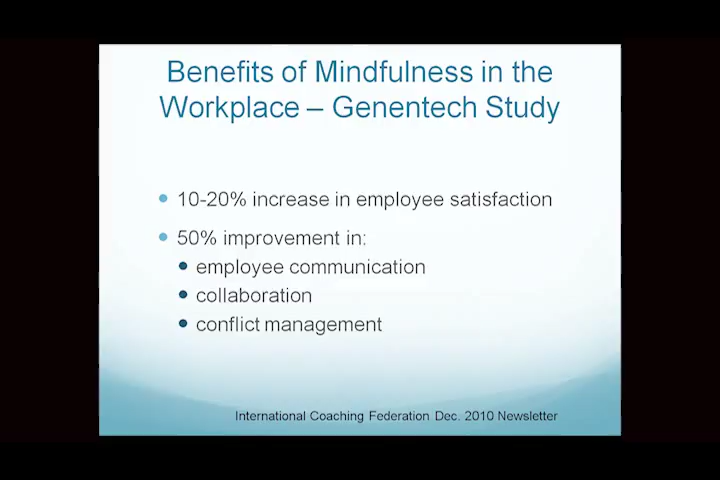 Benefits of Mindfulness in the
Workplace – Genentech Study
10-20% increase in employee satisfaction
50% improvement in:
employee communication
collaboration
conflict management
International Coaching Federation Dec. 2010 Newsletter